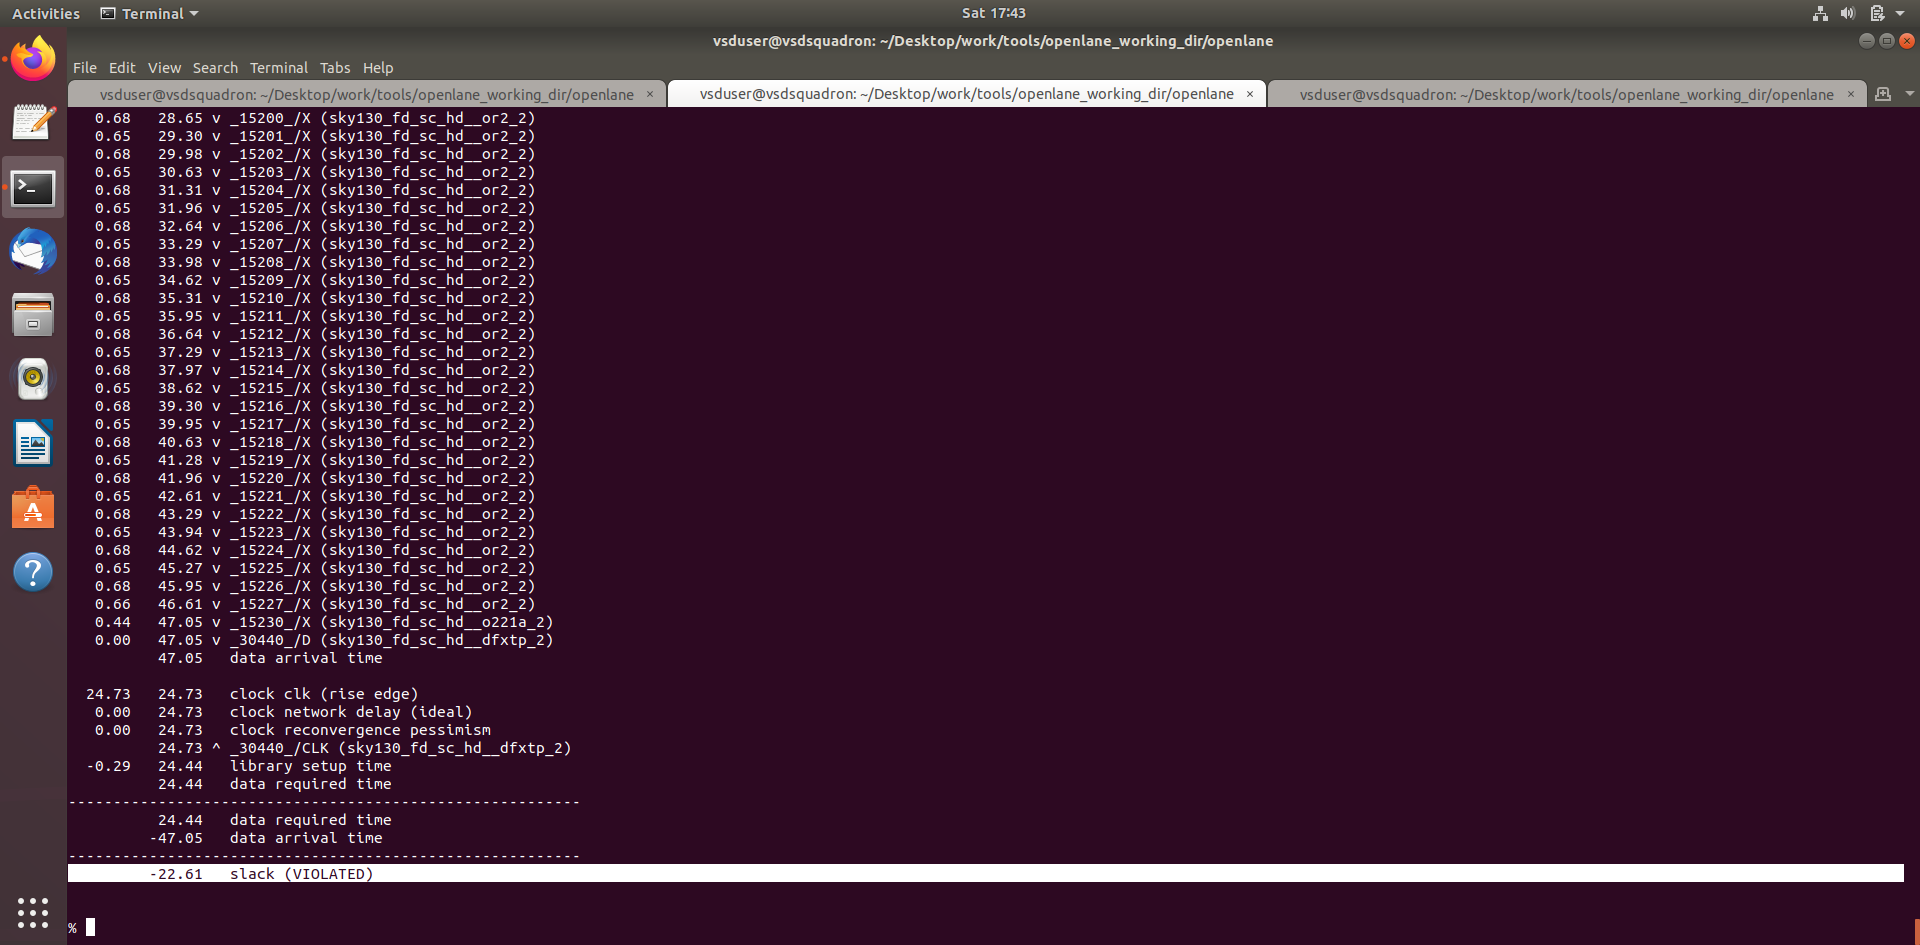 Activities Terminal Sat 17:43
vsduser@vsdsquadron: ~/Desktop/work/tools/openlane_working_dir/openlane
File Edit View Search Terminal Tabs Help
vsduser@vsdsquadron: ~/Desktop/work/tools/openlane_working_dir/openlane × vsduser@vsdsquadron: ~/Desktop/work/tools/openlane_working_dir/openlane × vsduser@vsdsquadron: ~/Desktop/work/tools/openlane_working_dir/openlane ×
0.68 28.65 v _15200_/X (sky130_fd_sc_hd__or2_2)
0.65 29.30 v _15201_/X (sky130_fd_sc_hd__or2_2)
0.68 29.98 v _15202_/X (sky130_fd_sc_hd__or2_2)
0.65 30.63 v _15203_/X (sky130_fd_sc_hd__or2_2)
0.68 31.31 v _15204_/X (sky130_fd_sc_hd__or2_2)
0.65 31.96 v _15205_/X (sky130_fd_sc_hd__or2_2)
0.68 32.64 v _15206_/X (sky130_fd_sc_hd__or2_2)
0.65 33.29 v _15207_/X (sky130_fd_sc_hd__or2_2)
0.68 33.98 v _15208_/X (sky130_fd_sc_hd__or2_2)
0.65 34.62 v _15209_/X (sky130_fd_sc_hd__or2_2)
0.68 35.31 v _15210_/X (sky130_fd_sc_hd__or2_2)
0.65 35.95 v _15211_/X (sky130_fd_sc_hd__or2_2)
0.68 36.64 v _15212_/X (sky130_fd_sc_hd__or2_2)
0.65 37.29 v _15213_/X (sky130_fd_sc_hd__or2_2)
0.68 37.97 v _15214_/X (sky130_fd_sc_hd__or2_2)
0.65 38.62 v _15215_/X (sky130_fd_sc_hd__or2_2)
0.68 39.30 v _15216_/X (sky130_fd_sc_hd__or2_2)
0.65 39.95 v _15217_/X (sky130_fd_sc_hd__or2_2)
0.68 40.63 v _15218_/X (sky130_fd_sc_hd__or2_2)
0.65 41.28 v _15219_/X (sky130_fd_sc_hd__or2_2)
0.68 41.96 v _15220_/X (sky130_fd_sc_hd__or2_2)
0.65 42.61 v _15221_/X (sky130_fd_sc_hd__or2_2)
0.68 43.29 v _15222_/X (sky130_fd_sc_hd__or2_2)
0.65 43.94 v _15223_/X (sky130_fd_sc_hd__or2_2)
0.68 44.62 v _15224_/X (sky130_fd_sc_hd__or2_2)
0.65 45.27 v _15225_/X (sky130_fd_sc_hd__or2_2)
0.68 45.95 v _15226_/X (sky130_fd_sc_hd__or2_2)
0.66 46.61 v _15227_/X (sky130_fd_sc_hd__or2_2)
0.44 47.05 v _15230_/X (sky130_fd_sc_hd__o221a_2)
0.00 47.05 v _30440_/D (sky130_fd_sc_hd__dfxtp_2)
47.05 data arrival time
24.73 24.73 clock clk (rise edge)
0.00 24.73 clock network delay (ideal)
0.00 24.73 clock reconvergence pessimism
24.73 ^ _30440_/CLK (sky130_fd_sc_hd__dfxtp_2)
-0.29 24.44 library setup time
24.44 data required time
---------------------------------------------------------
24.44 data required time
-47.05 data arrival time
---------------------------------------------------------
-22.61 slack (VIOLATED)
%